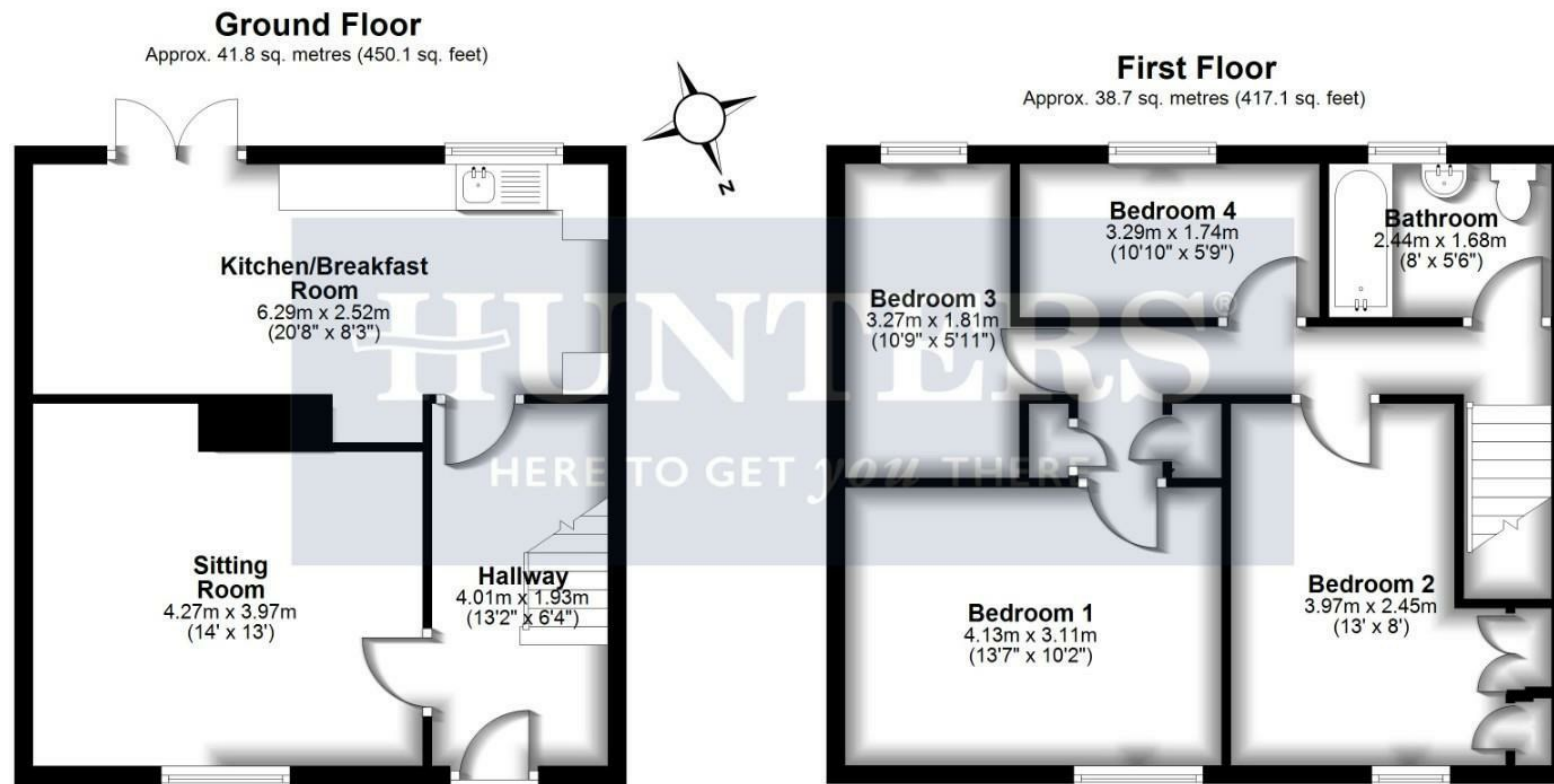 Ground Floor
Approx. 41.8 sq. metres (450.1 sq. feet)
Kitchen/Breakfast
Room
6.29m x 2.52m
(20'8" x 8'3")
Sitting
Room
4.27m x 3.97m
(14' x 13')
Hallway
4.01m x 1.93m
(13'2" x 6'4")
N
First Floor
Approx. 38.7 sq. metres (417.1 sq. feet)
Bedroom 4
3.29m x 1.74m
(10'10" x 5'9")
Bathroom
2.44m x 1.68m
(8' x 5'6")
Bedroom 3
3.27m x 1.81m
(10'9" x 5'11")
Bedroom 1
4.13m x 3.11m
(13'7" x 10'2")
Bedroom 2
3.97m x 2.45m
(13' x 8')
HUNTERS®
HERE TO GET you THERE